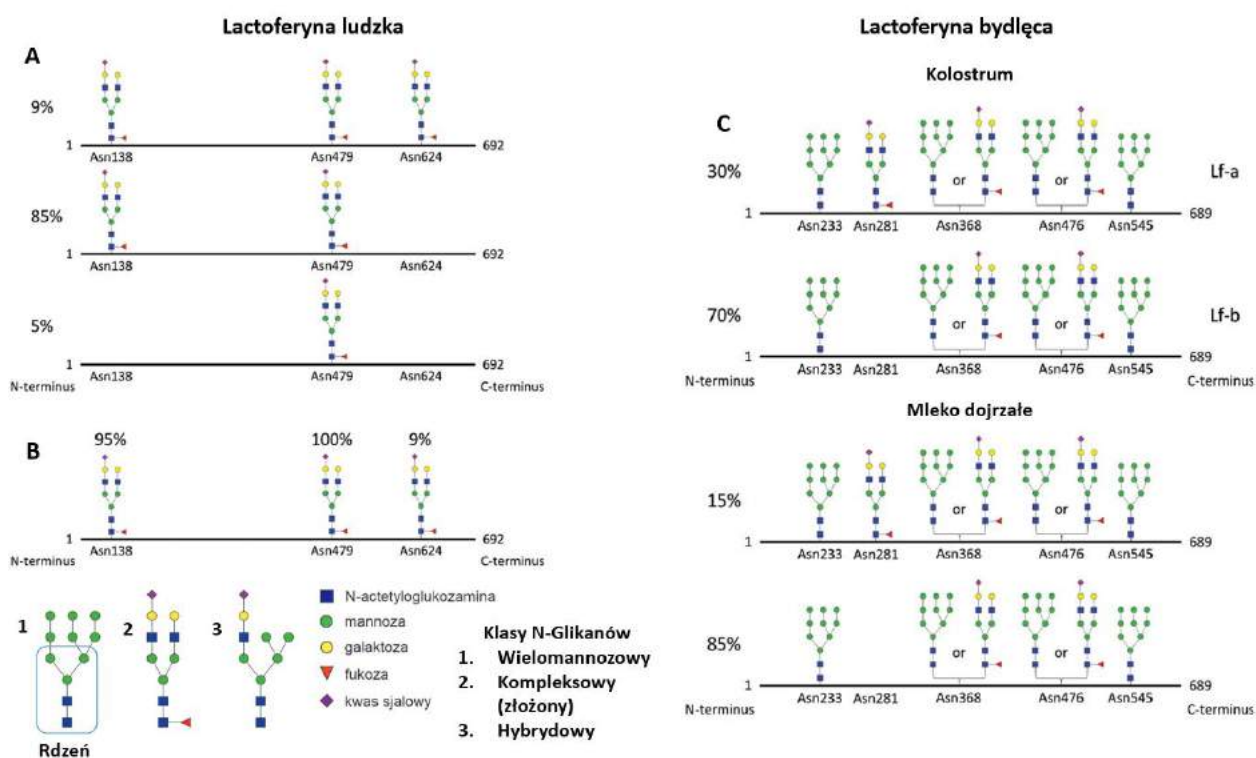 Lactoferyna ludzka
A
9%
1
692
Asn138
Asn479
Asn624
85%
1
692
Asn138
Asn479
Asn624
5%
1
692
N-terminus
Asn138
Asn479
Asn624
C-terminus
B
95%
100%
9%
1
692
N-terminus
Asn138
Asn479
Asn624
C-terminus
1
2
3
Rdzeń
N-actetyloglukozamina
mannoza
galaktoza
fukoza
kwas sjalowy
Klasy N-Glikanów
1. Wielomannozowy
2. Kompleksowy
(złożony)
3. Hybrydowy
Lactoferyna bydlęca
Kolostrum
C
30%
or
or
Lf-a
1
689
Asn233
Asn281
Asn368
Asn476
Asn545
70%
or
or
Lf-b
1
689
N-terminus
Asn233
Asn281
Asn368
Asn476
Asn545
C-terminus
Mleko dojrzałe
15%
or
or
1
689
Asn233
Asn281
Asn368
Asn476
Asn545
85%
or
or
1
689
N-terminus
Asn233
Asn281
Asn368
Asn476
Asn545
C-terminus